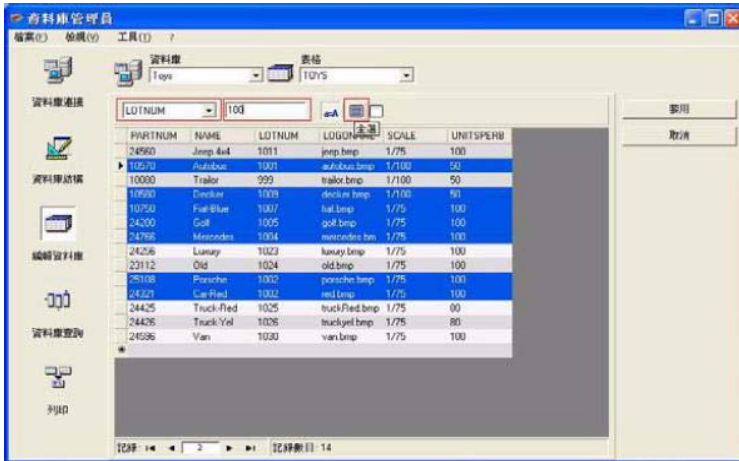 資料庫管理員
檔案(F) 檢視(V) 工具(T) ?
資料庫 表格
Toys TOYS
資料庫連接
LOTNUM 100 a=A
套用
取消
全選
PARTNUM NAME LOTNUM LOGONAME SCALE UNITSPERB
24560 Jeep 4x4 1011 jeep.bmp 1/75 100
10570 Autobus 1001 autobus.bmp 1/100 50
10080 Trailor 999 trailor.bmp 1/100 50
10580 Decker 1009 decker.bmp 1/100 50
10750 Fiat-Blue 1007 fiat.bmp 1/75 100
24200 Golf 1005 golf.bmp 1/75 100
24766 Mercedes 1004 mercedes.bm 1/75 100
24256 Luxury 1023 luxury.bmp 1/75 100
23112 Old 1024 old.bmp 1/75 100
25108 Porsche 1002 porsche.bmp 1/75 100
24321 Car-Red 1002 red.bmp 1/75 100
24425 Truck-Red 1025 truckRed.bmp 1/75 80
24426 Truck-Yel 1026 truckyel.bmp 1/75 80
24596 Van 1030 van.bmp 1/75 100
資料庫結構
編輯資料庫
資料庫查詢
列印
記錄: 2 記錄數目:14